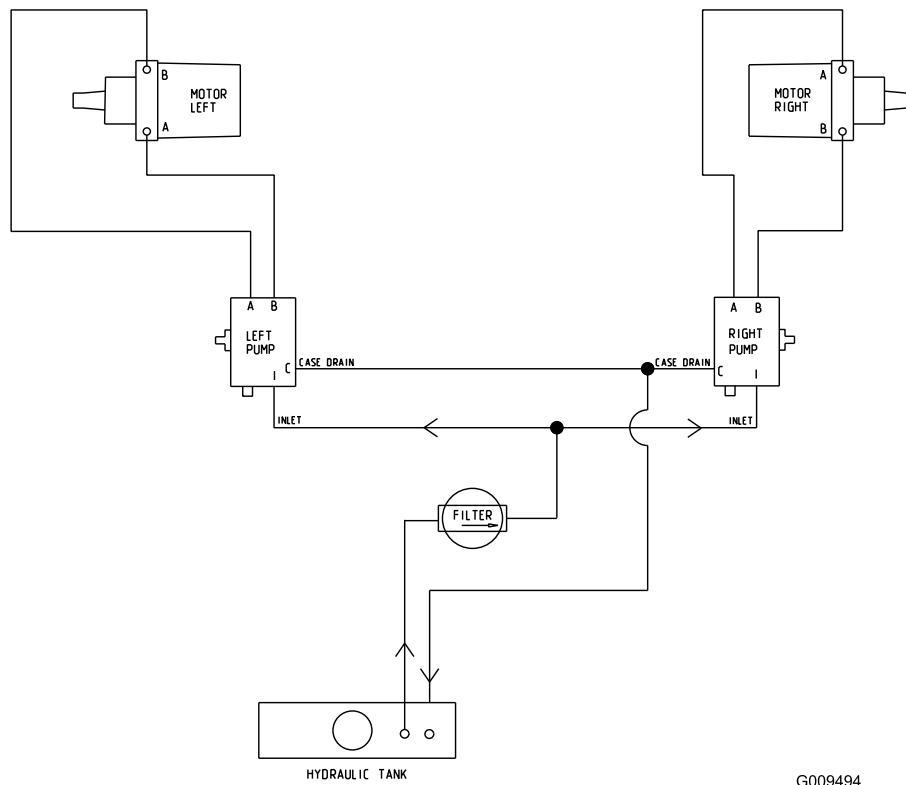 B
MOTOR
LEFT
A
A
MOTOR
RIGHT
B
A B
LEFT
PUMP
C
I
CASE DRAIN
INLET
A B
RIGHT
PUMP
C
I
CASE DRAIN
INLET
FILTER
HYDRAULIC TANK
G009494